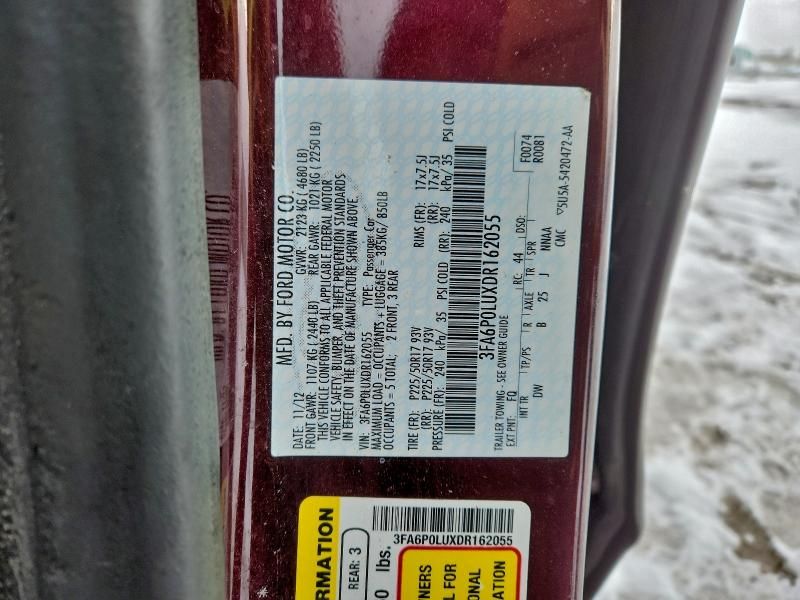 MFD. BY FORD MOTOR CO.
DATE: 11/12 GVWR: 2123 KG ( 4680 LB)
FRONT GAWR: 1107 KG ( 2440 LB) REAR GAWR: 1021 KG ( 2250 LB)
THIS VEHICLE CONFORMS TO ALL APPLICABLE FEDERAL MOTOR
VEHICLE SAFETY, BUMPER, AND THEFT PREVENTION STANDARDS
IN EFFECT ON THE DATE OF MANUFACTURE SHOWN ABOVE.
VIN: 3FA6P0LUXDR162055 TYPE: Passenger Car
MAXIMUM LOAD = OCCUPANTS + LUGGAGE = 385KG/ 850LB
OCCUPANTS = 5 TOTAL; 2 FRONT, 3 REAR
TIRE (FR): P225/50R17 93V RIMS (FR): 17x7.5J
(RR): P225/50R17 93V (RR): 17x7.5J
PRESSURE (FR): 240 kPa/ 35 PSI COLD (RR): 240 kPa/ 35 PSI COLD
3FA6P0LUXDR162055
F0074
R0081
TRAILER TOWING - SEE OWNER GUIDE
EXT PNT: FQ RC: 44 DSO:
INT TR TP/PS R AXLE TR SPR
DW B 25 J NNAA
CMC ▽5U5A-5420472-AA
RMATION
REAR: 3
lbs.
3FA6P0LUXDR162055
NERS
L FOR
IONAL